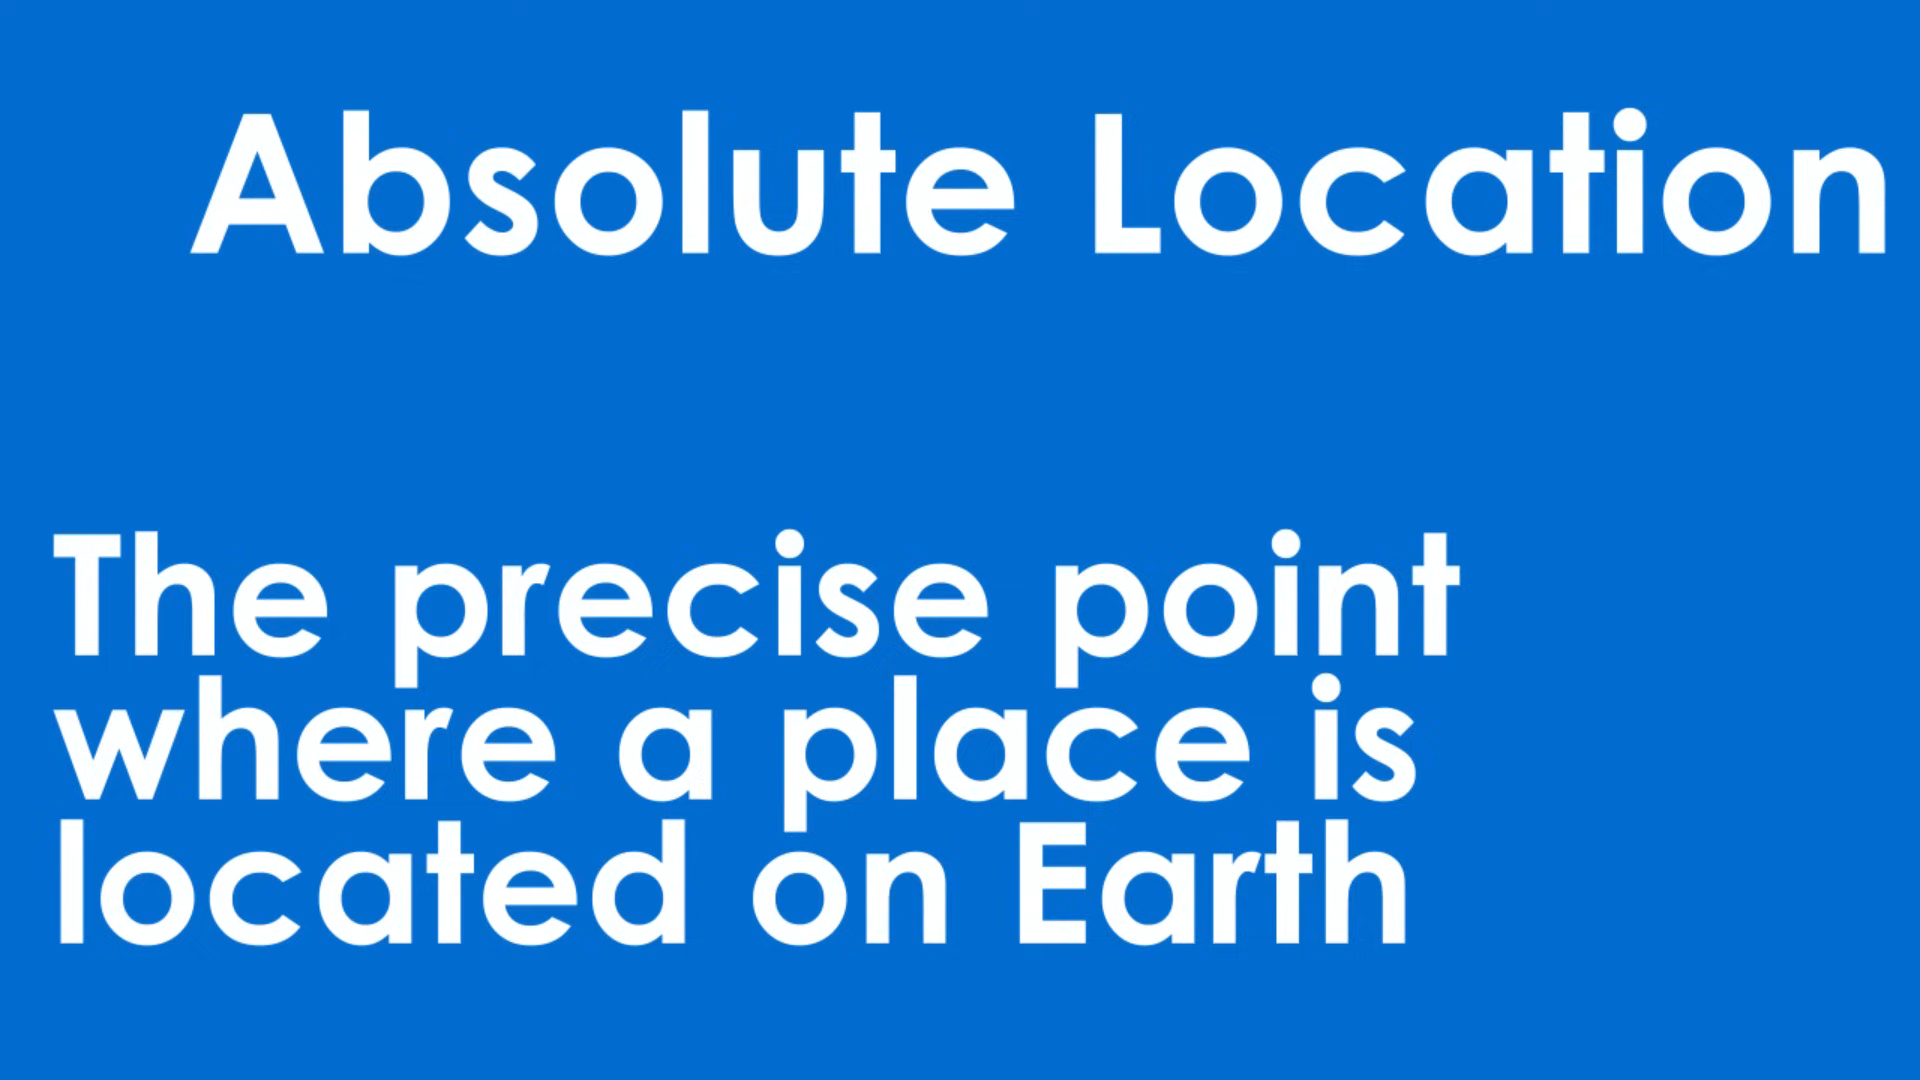 Absolute Location
The precise point
where a place is
located on Earth